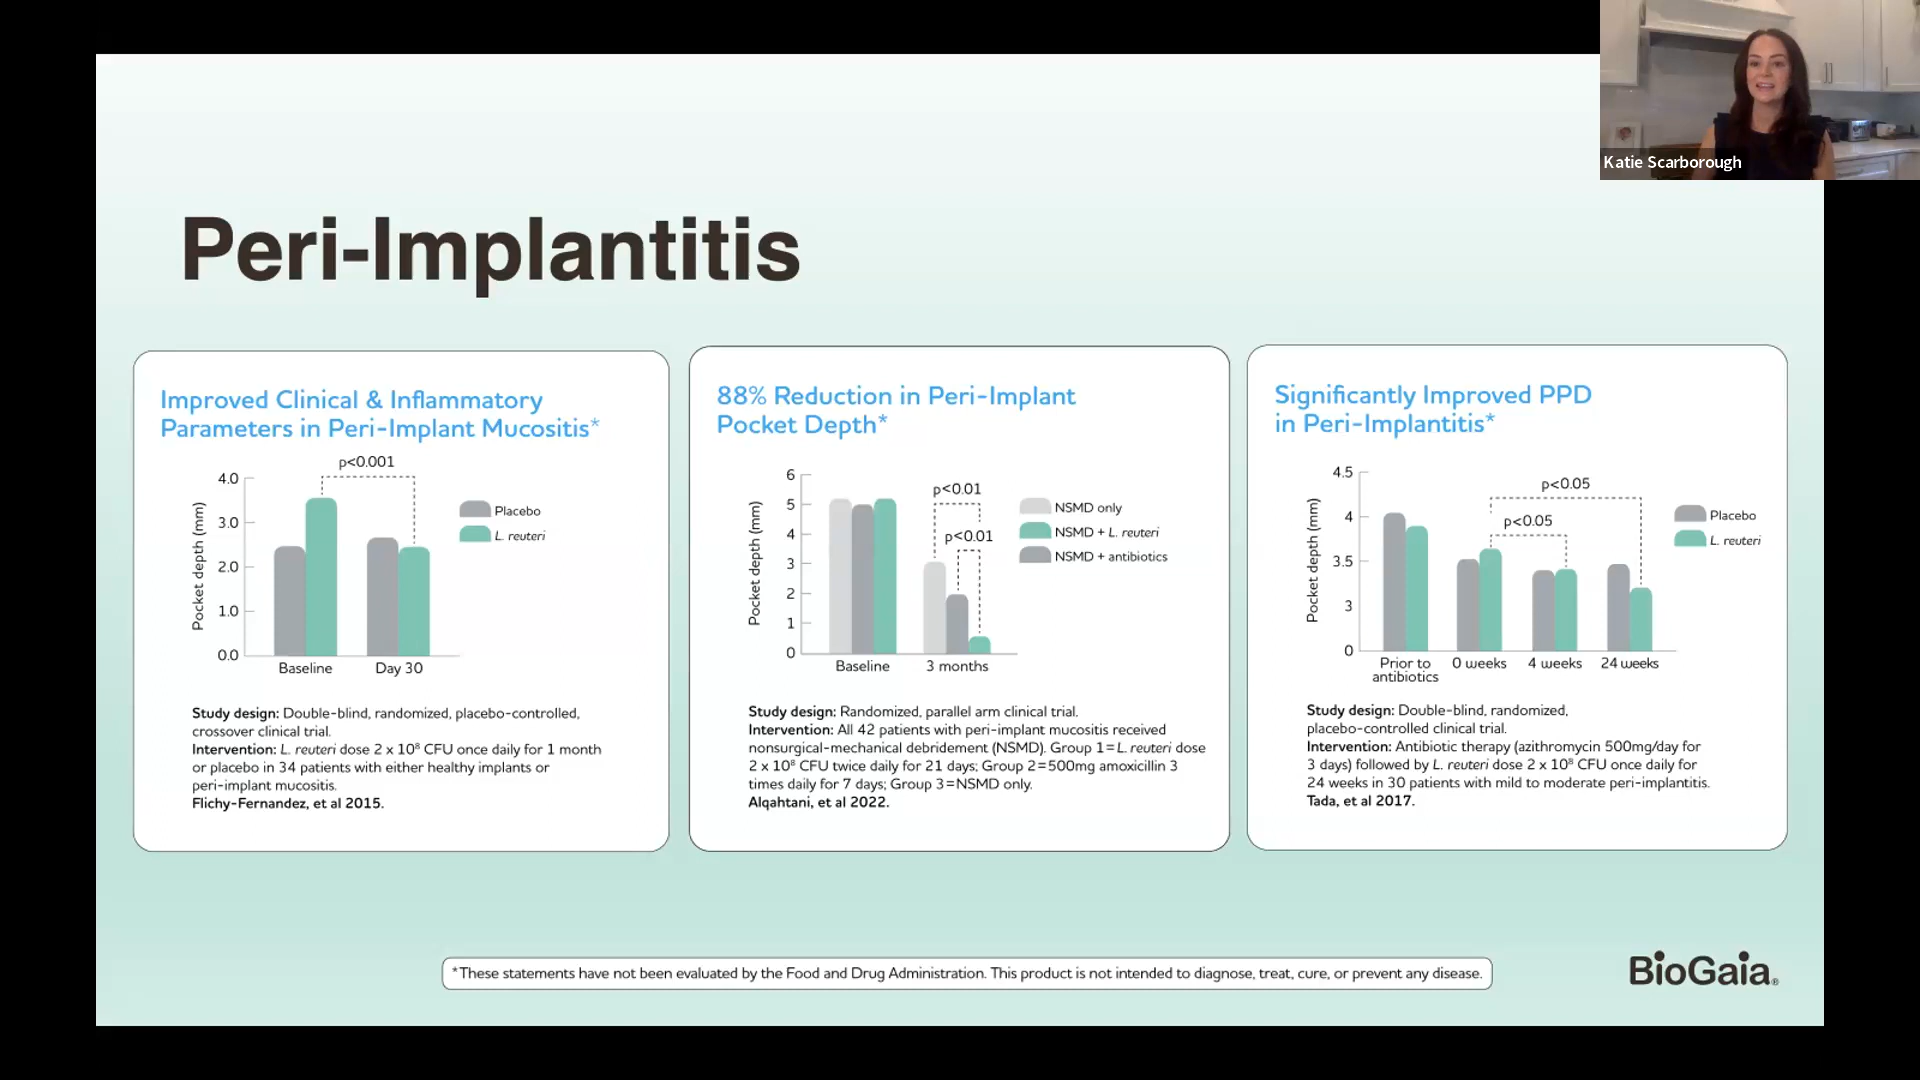 Katie Scarborough
Peri-Implantitis
Improved Clinical & Inflammatory
Parameters in Peri-Implant Mucositis*
p<0.001
4.0
3.0
2.0
1.0
0.0
Pocket depth (mm)
Baseline
Day 30
Placebo
L. reuteri
Study design: Double-blind, randomized, placebo-controlled,
crossover clinical trial.
Intervention: L. reuteri dose 2 x 10⁸ CFU once daily for 1 month
or placebo in 34 patients with either healthy implants or
peri-implant mucositis.
Flichy-Fernandez, et al 2015.
88% Reduction in Peri-Implant
Pocket Depth*
6
5
4
3
2
1
0
Pocket depth (mm)
p<0.01
p<0.01
Baseline
3 months
NSMD only
NSMD + L. reuteri
NSMD + antibiotics
Study design: Randomized, parallel arm clinical trial.
Intervention: All 42 patients with peri-implant mucositis received
nonsurgical-mechanical debridement (NSMD). Group 1=L. reuteri dose
2 x 10⁸ CFU twice daily for 21 days; Group 2=500mg amoxicillin 3
times daily for 7 days; Group 3=NSMD only.
Alqahtani, et al 2022.
Significantly Improved PPD
in Peri-Implantitis*
4.5
4
3.5
3
0
Pocket depth (mm)
p<0.05
p<0.05
Prior to
antibiotics
0 weeks
4 weeks
24 weeks
Placebo
L. reuteri
Study design: Double-blind, randomized,
placebo-controlled clinical trial.
Intervention: Antibiotic therapy (azithromycin 500mg/day for
3 days) followed by L. reuteri dose 2 x 10⁸ CFU once daily for
24 weeks in 30 patients with mild to moderate peri-implantitis.
Tada, et al 2017.
*These statements have not been evaluated by the Food and Drug Administration. This product is not intended to diagnose, treat, cure, or prevent any disease.
BioGaia®